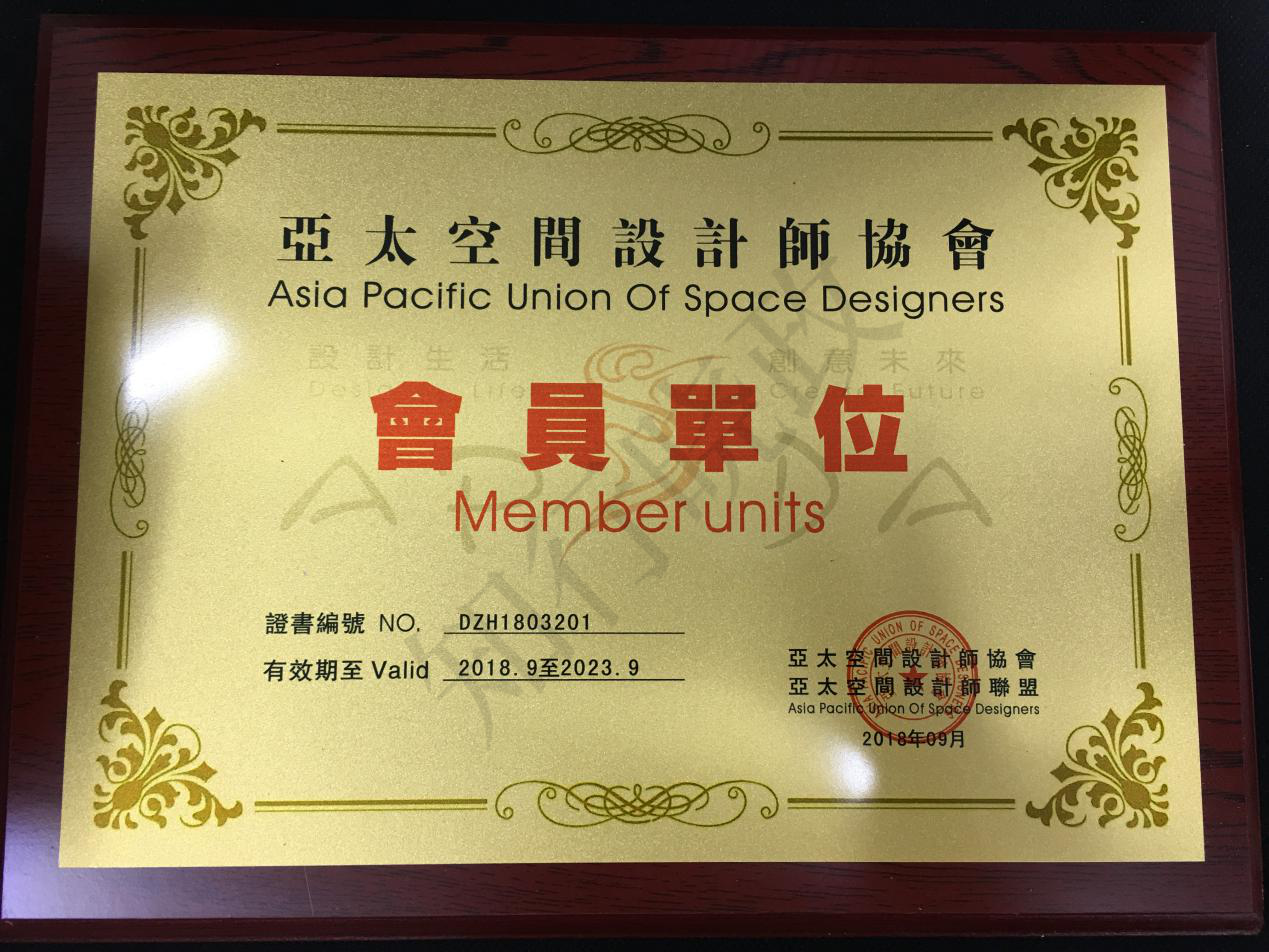 亞太空間設計師協會
Asia Pacific Union Of Space Designers
設計生活 創意未來
Future
會員單位
Member units
證書編號 NO. DZH1803201
有效期至 Valid 2018.9至2023.9
亞太空間設計師協會
亞太空間設計師聯盟
Asia Pacific Union Of Space Designers
2018年09月